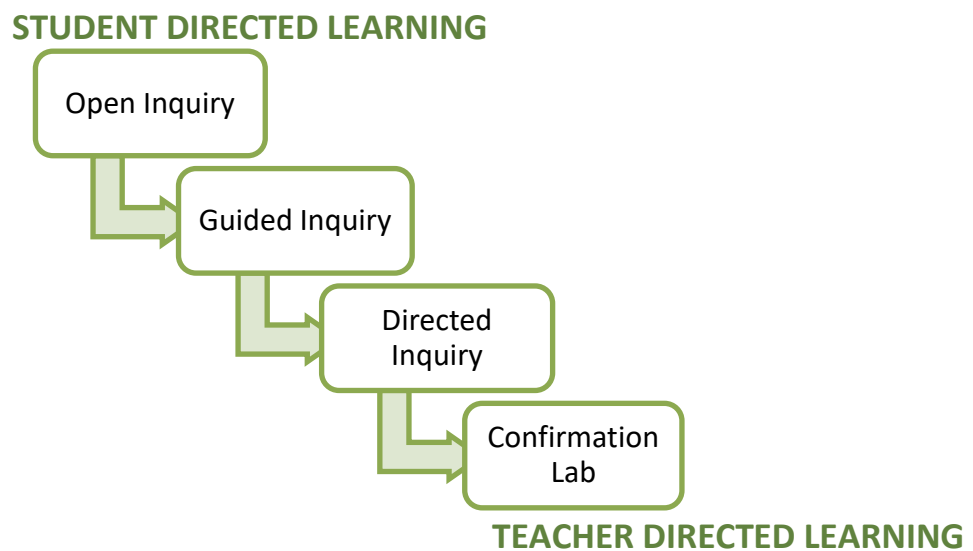 STUDENT DIRECTED LEARNING
Open Inquiry
Guided Inquiry
Directed
Inquiry
Confirmation
Lab
TEACHER DIRECTED LEARNING